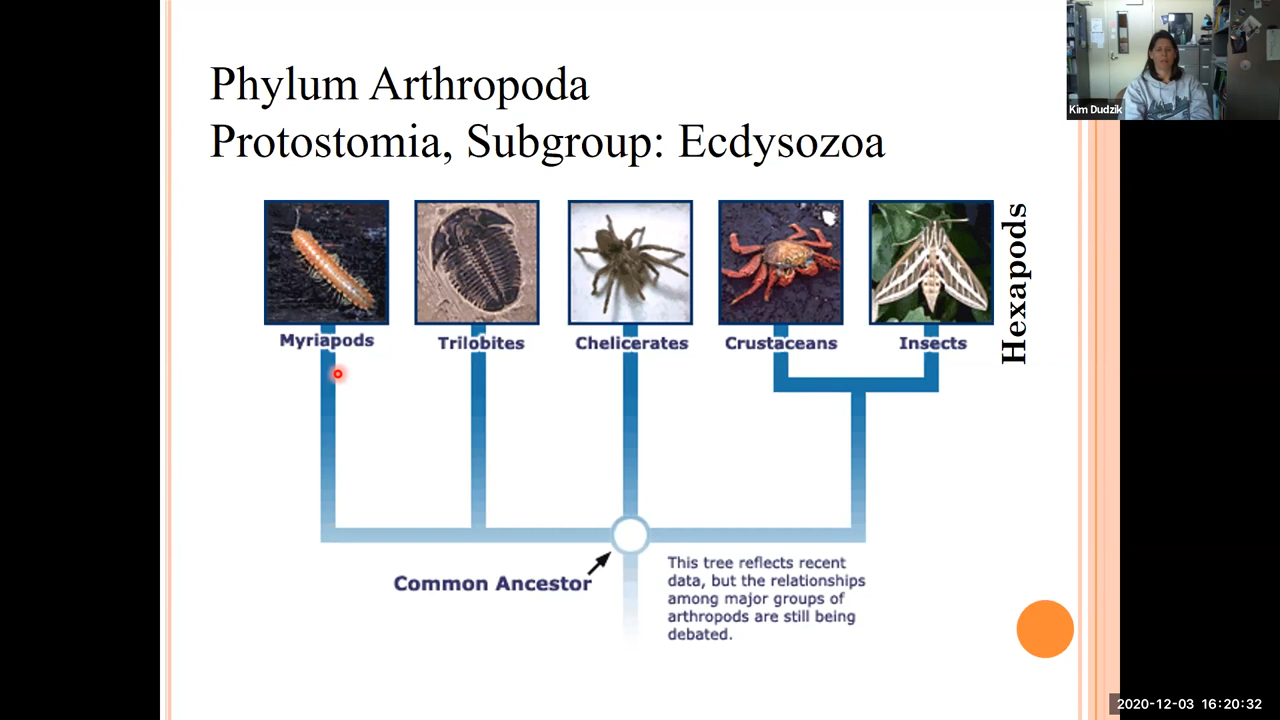 Phylum Arthropoda
Protostomia, Subgroup: Ecdysozoa
Kim Dudzik
Myriapods
Trilobites
Chelicerates
Crustaceans
Insects
Hexapods
Common Ancestor
This tree reflects recent
data, but the relationships
among major groups of
arthropods are still being
debated.
2020-12-03 16:20:32